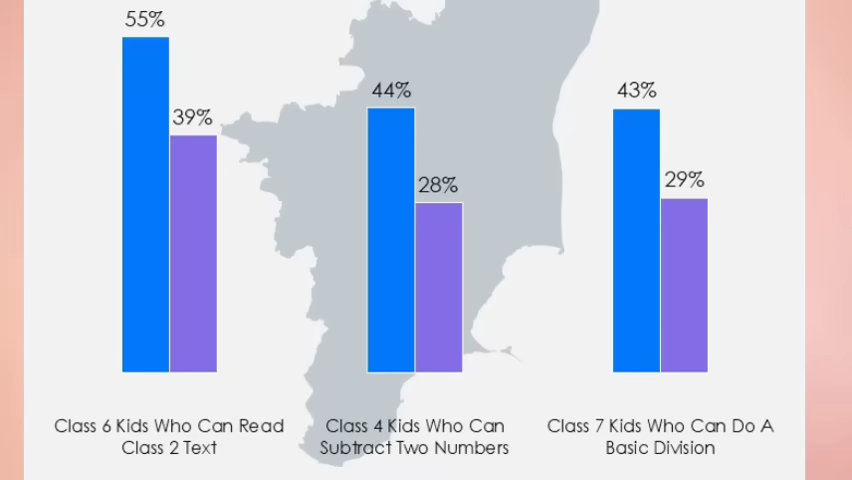 55%
39%
44%
28%
43%
29%
Class 6 Kids Who Can Read
Class 2 Text
Class 4 Kids Who Can
Subtract Two Numbers
Class 7 Kids Who Can Do A
Basic Division